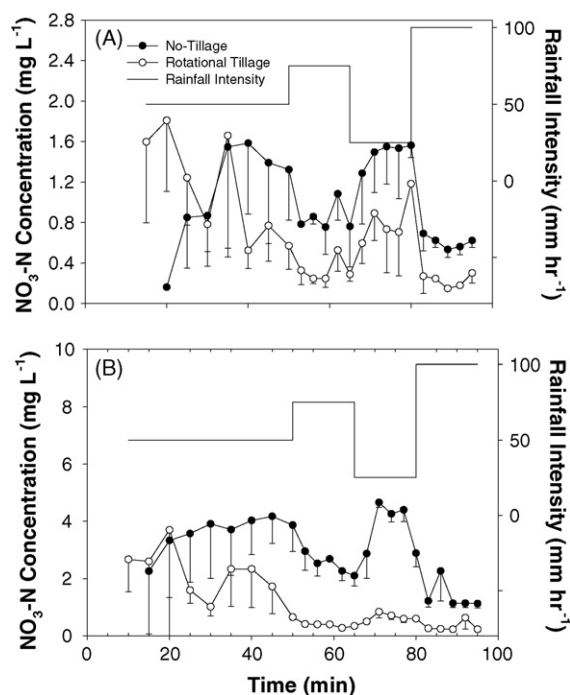 (A)
No-Tillage
Rotational Tillage
Rainfall Intensity
NO3-N Concentration (mg L-1)
2.8
2.4
2.0
1.6
1.2
0.8
0.4
0.0
100
50
0
Rainfall Intensity (mm hr-1)
(B)
NO3-N Concentration (mg L-1)
10
8
6
4
2
0
100
50
0
Rainfall Intensity (mm hr-1)
0 20 40 60 80 100
Time (min)